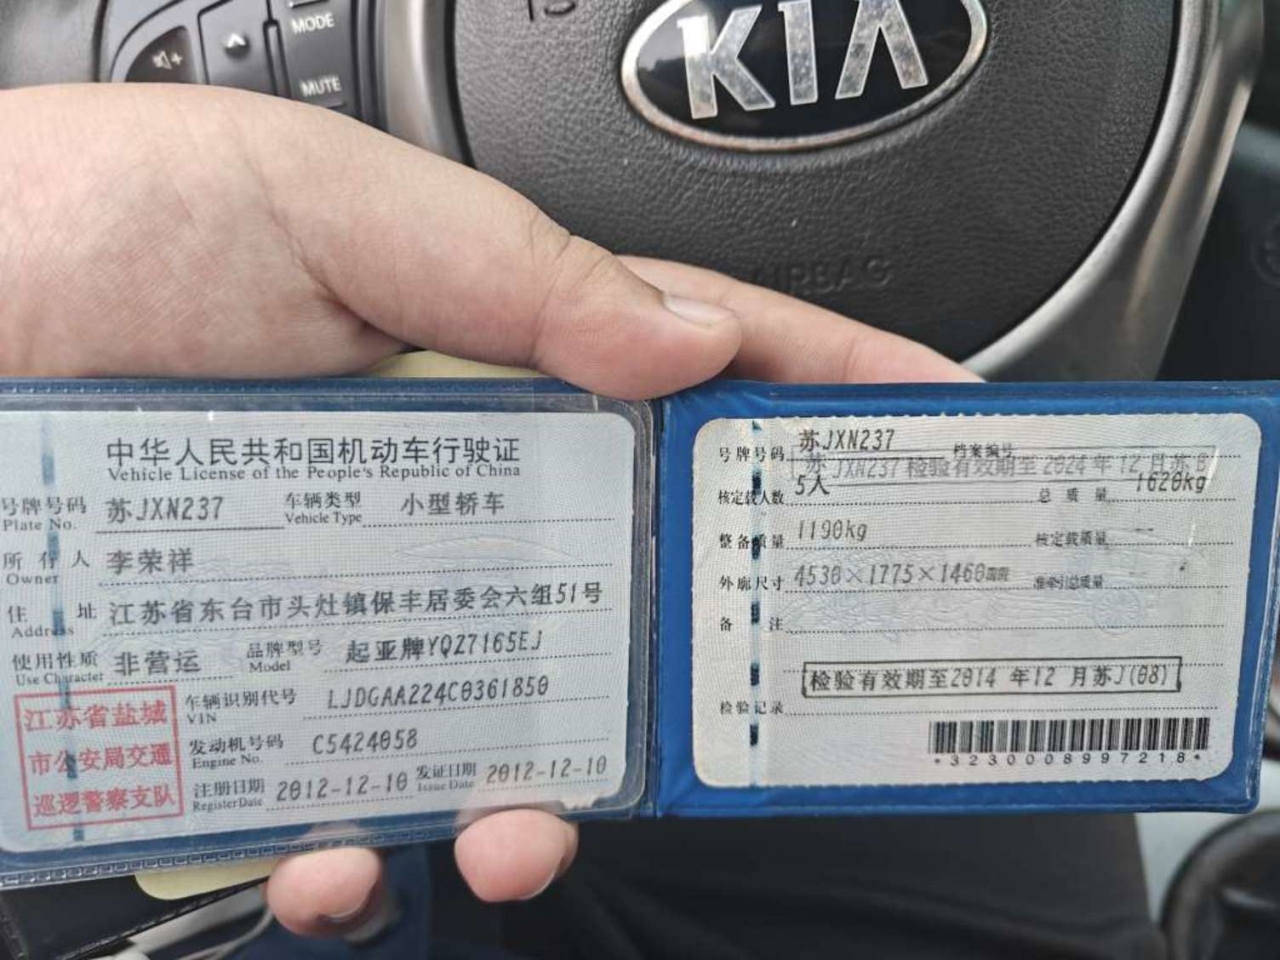 MODE
MUTE
KIA
AIRBAG
中华人民共和国机动车行驶证
Vehicle License of the People's Republic of China
号牌号码 苏JXN237 车辆类型 小型轿车
Plate No. Vehicle Type
所有人 李荣祥
Owner
住址 江苏省东台市头灶镇保丰居委会六组51号
Address
使用性质 非营运 品牌型号 起亚牌YQZ7165EJ
Use Character Model
江苏省盐城
市公安局交通
巡逻警察支队
车辆识别代号 LJDGAA224C0361850
VIN
发动机号码 C5424058
Engine No.
注册日期 2012-12-10 发证日期 2012-12-10
Register Date Issue Date
号牌号码 苏JXN237 档案编号
苏JXN237 检验有效期至2024年12月苏
核定载人数 5人 总质量 1620kg
整备质量 1190kg 核定载质量 --
外廓尺寸 4530×1775×1460 准牵引总质量
备注
检验有效期至2014 年12 月苏J(08)
检验记录
*3230008997218*